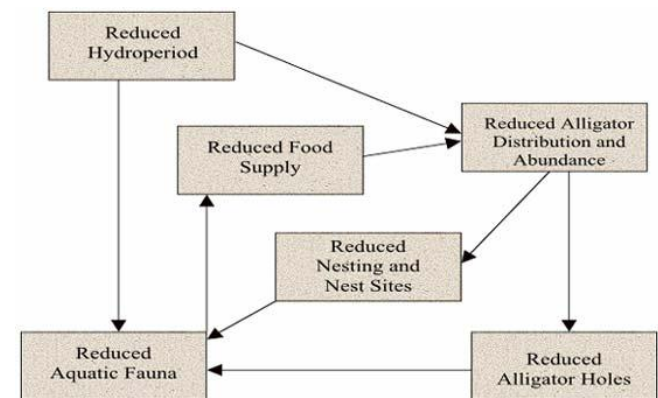 Reduced
Hydroperiod
Reduced Alligator
Distribution and
Abundance
Reduced Food
Supply
Reduced
Nesting and
Nest Sites
Reduced
Aquatic Fauna
Reduced
Alligator Holes